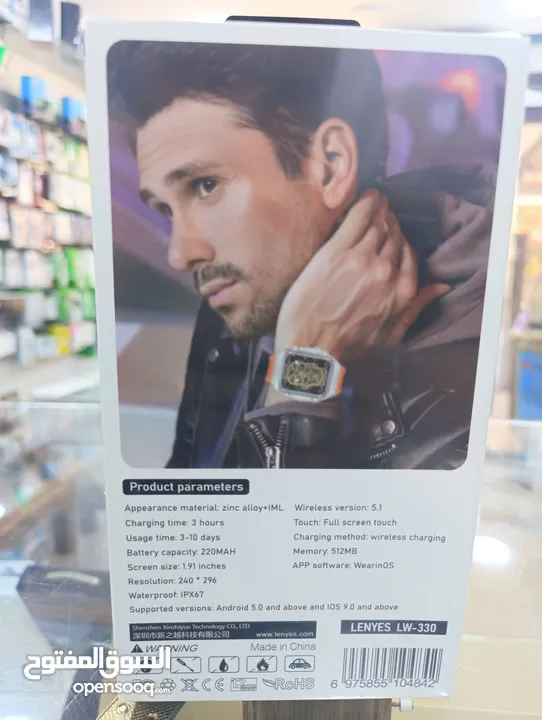 Product parameters
Appearance material: zinc alloy+IML
Charging time: 3 hours
Usage time: 3-10 days
Battery capacity: 220MAH
Screen size: 1.91 inches
Resolution: 240 * 296
Waterproof: IPX67
Wireless version: 5.1
Touch: Full screen touch
Charging method: wireless charging
Memory: 512MB
APP software: WearinOS
Supported versions: Android 5.0 and above and IOS 9.0 and above
Shenzhen Xinzhiyue Technology CO., LTD
深圳市新之越科技有限公司
www.lenyes.com
LENYES LW-330
WARNING
Made in China
CE
RoHS
6 975855 104842
السوق المفتوح
opensooq.com